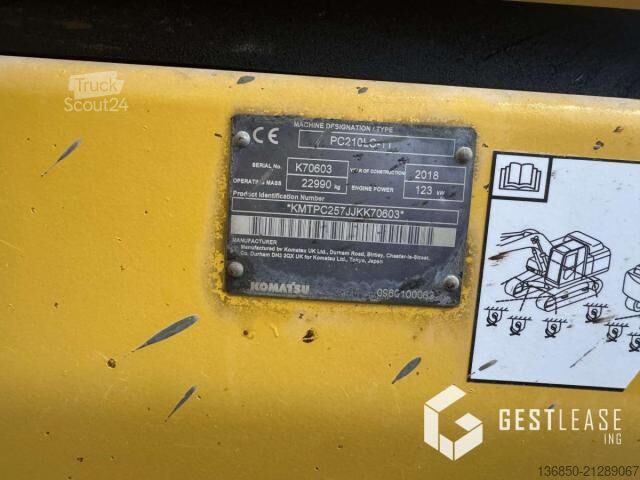 Truck
Scout24
CE
MACHINE DESIGNATION / TYPE
PC210LC-11
SERIAL No. K70603 YEAR OF CONSTRUCTION 2018
OPERATING MASS 22990 kg ENGINE POWER 123 kW
Product Identification Number
*KMTPC257JJKK70603*
MANUFACTURER
Manufactured by Komatsu UK Ltd, Durham Road, Birtley, Chester-le-Street,
Co. Durham DH3 2QX UK for Komatsu Ltd., Tokyo, Japan
KOMATSU
GESTLEASE
ING
136850-21289067